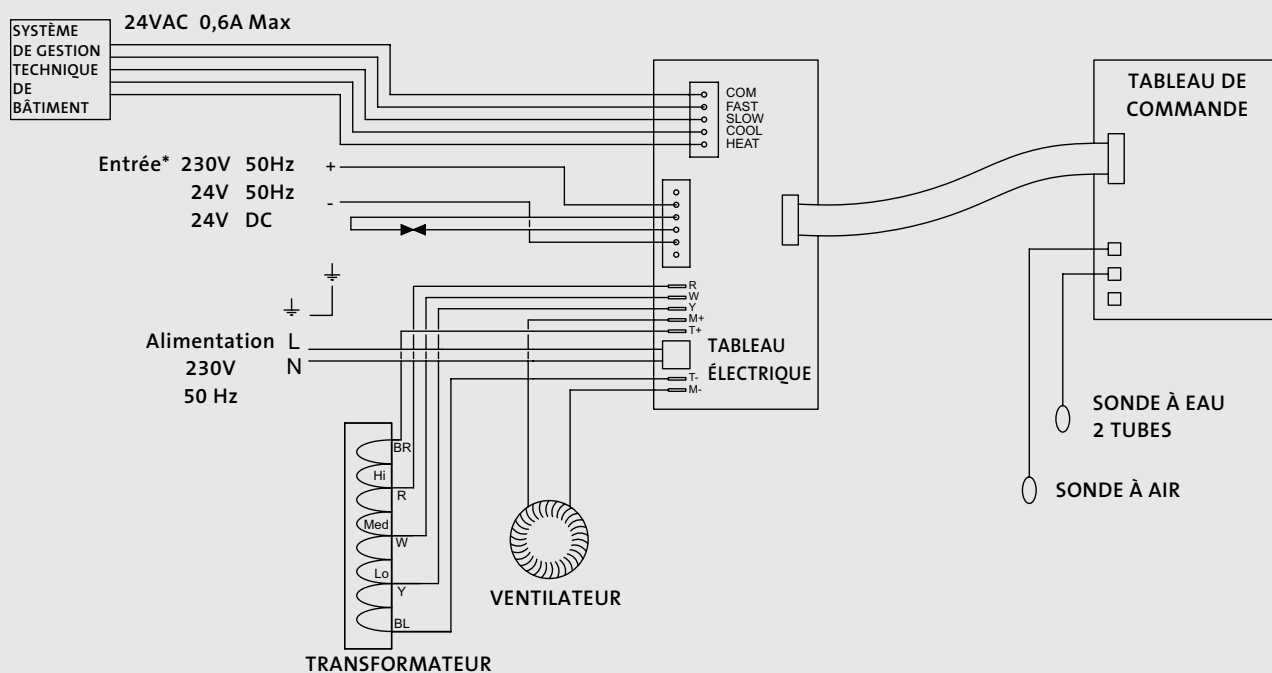 SYSTÈME
DE GESTION
TECHNIQUE
DE
BÂTIMENT
24VAC 0,6A Max
COM
FAST
SLOW
COOL
HEAT
TABLEAU DE
COMMANDE
Entrée* 230V 50Hz +
24V 50Hz
-
24V DC
R
W
Y
M+
T+
Alimentation L
230V N
50 Hz
TABLEAU
ÉLECTRIQUE
T-
M-
SONDE À EAU
2 TUBES
SONDE À AIR
BR
Hi
R
Med
W
Lo
Y
BL
VENTILATEUR
TRANSFORMATEUR